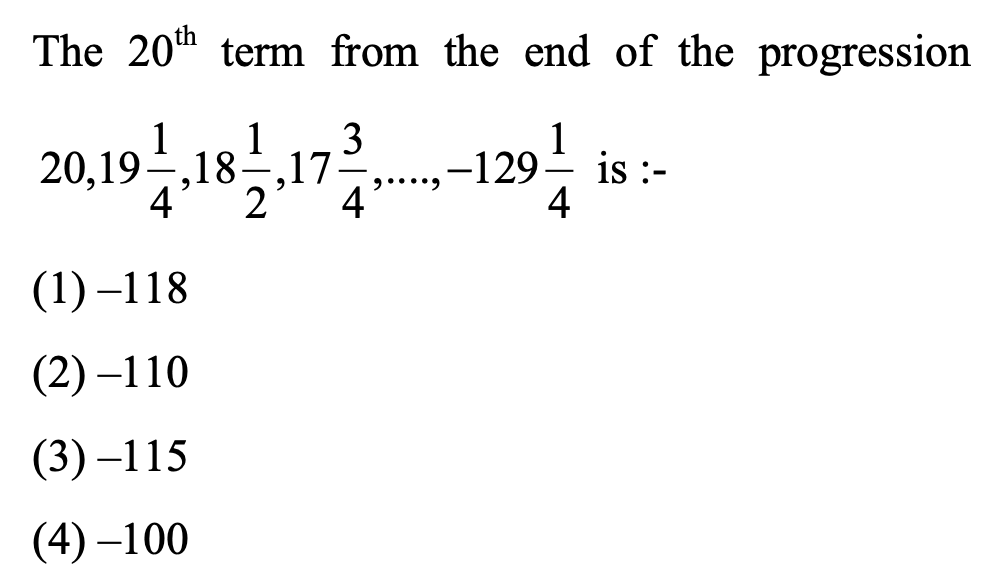 The 20th term from the end of the progression
20,19 1/4,18 1/2,17 3/4,....,–129 1/4 is :-
(1) –118
(2) –110
(3) –115
(4) –100